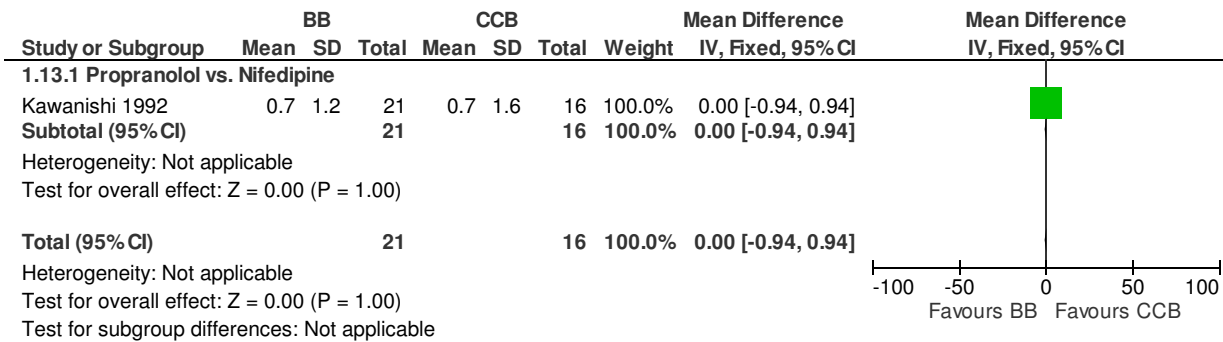 BB CCB Mean Difference Mean Difference
Study or Subgroup Mean SD Total Mean SD Total Weight IV, Fixed, 95% CI IV, Fixed, 95% CI
1.13.1 Propranolol vs. Nifedipine
Kawanishi 1992 0.7 1.2 21 0.7 1.6 16 100.0% 0.00 [-0.94, 0.94]
Subtotal (95% CI) 21 16 100.0% 0.00 [-0.94, 0.94]
Heterogeneity: Not applicable
Test for overall effect: Z = 0.00 (P = 1.00)
Total (95% CI) 21 16 100.0% 0.00 [-0.94, 0.94]
Heterogeneity: Not applicable
Test for overall effect: Z = 0.00 (P = 1.00)
Test for subgroup differences: Not applicable
-100 -50 0 50 100
Favours BB Favours CCB